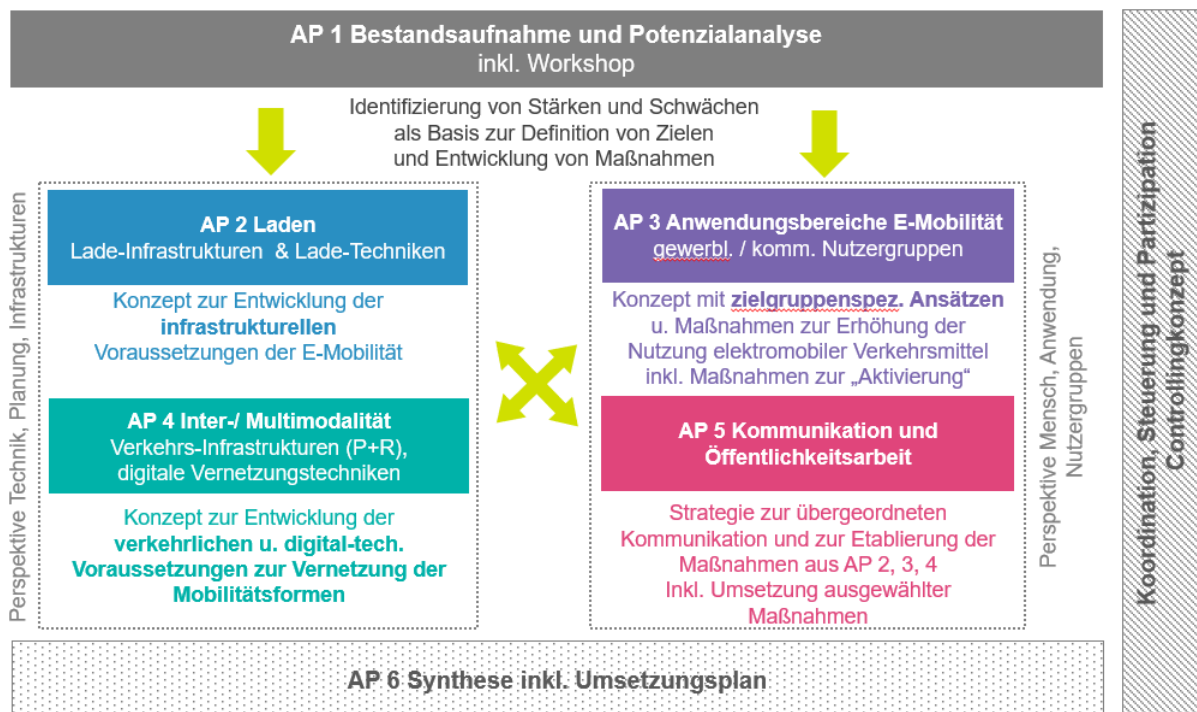 AP 1 Bestandsaufnahme und Potenzialanalyse
inkl. Workshop
Identifizierung von Stärken und Schwächen
als Basis zur Definition von Zielen
und Entwicklung von Maßnahmen
Perspektive Technik, Planung, Infrastrukturen
AP 2 Laden
Lade-Infrastrukturen & Lade-Techniken
Konzept zur Entwicklung der
infrastrukturellen
Voraussetzungen der E-Mobilität
AP 4 Inter-/ Multimodalität
Verkehrs-Infrastrukturen (P+R),
digitale Vernetzungstechniken
Konzept zur Entwicklung der
verkehrlichen u. digital-tech.
Voraussetzungen zur Vernetzung der
Mobilitätsformen
AP 3 Anwendungsbereiche E-Mobilität
gewerbl. / komm. Nutzergruppen
Konzept mit zielgruppenspez. Ansätzen
u. Maßnahmen zur Erhöhung der
Nutzung elektromobiler Verkehrsmittel
inkl. Maßnahmen zur „Aktivierung“
AP 5 Kommunikation und
Öffentlichkeitsarbeit
Strategie zur übergeordneten
Kommunikation und zur Etablierung der
Maßnahmen aus AP 2, 3, 4
Inkl. Umsetzung ausgewählter
Maßnahmen
Perspektive Mensch, Anwendung,
Nutzergruppen
Koordination, Steuerung und Partizipation
Controllingkonzept
AP 6 Synthese inkl. Umsetzungsplan